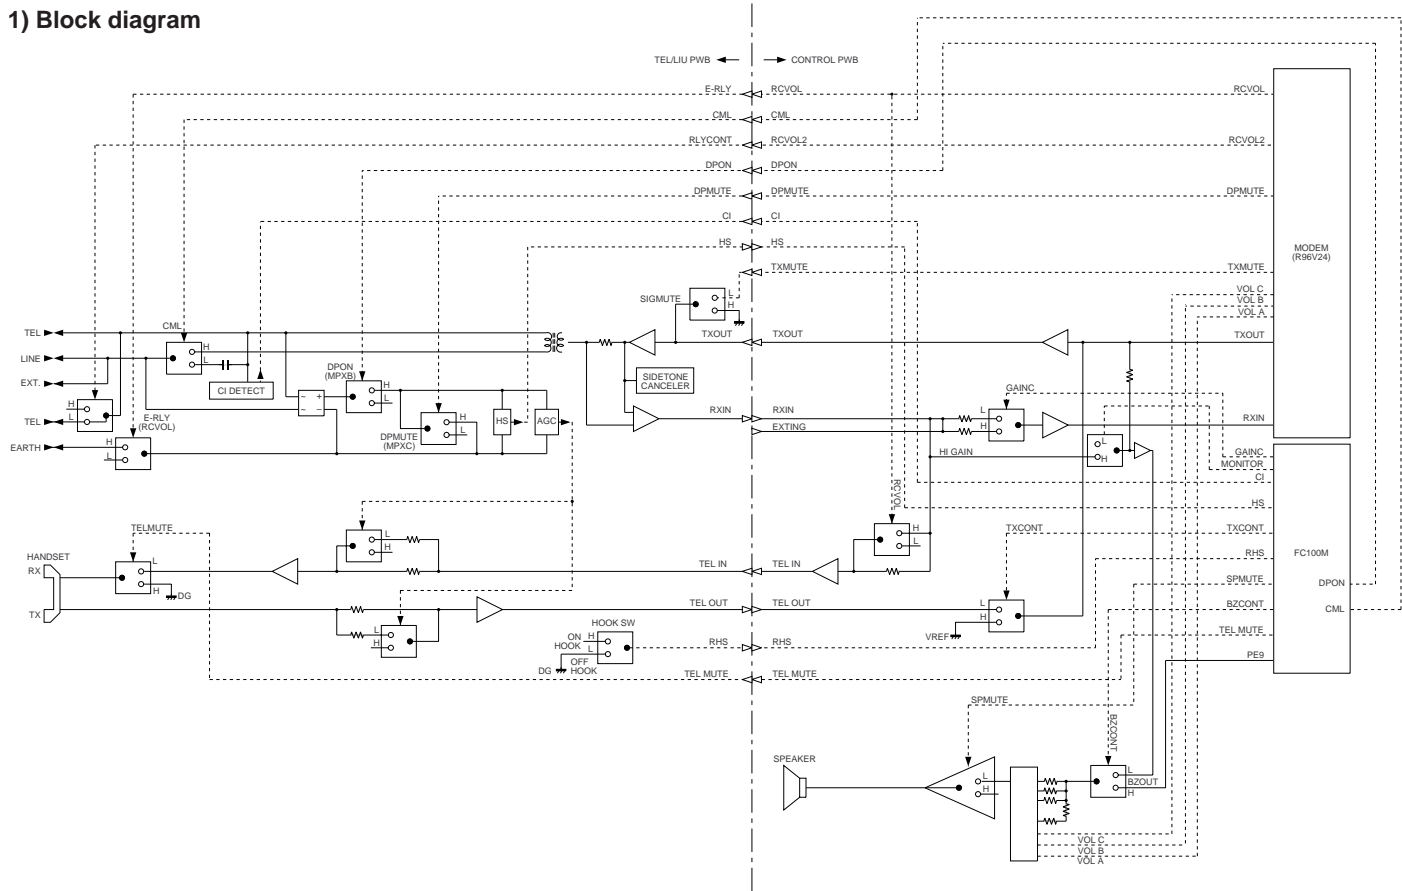 1) Block diagram
TEL/LIU PWB
CONTROL PWB
E-RLY
RCVOL
RCVOL
CML
CML
RLYCONT
RCVOL2
RCVOL2
DPON
DPON
DPMUTE
DPMUTE
DPMUTE
CI
CI
HS
HS
MODEM
(R96V24)
TXMUTE
TXMUTE
SIGMUTE
L
H
VOL C
VOL B
VOL A
TEL
CML
TXOUT
TXOUT
TXOUT
LINE
H
L
EXT.
CI DETECT
DPON
(MPXB)
H
L
SIDETONE
CANCELER
~ +
~ −
GAINC
H
L
TEL
E-RLY
(RCVOL)
DPMUTE
(MPXC)
H
L
HS
AGC
RXIN
RXIN
L
H
RXIN
EXTING
EARTH
H
L
HI GAIN
L
H
GAINC
MONITOR
CI
RCVOL
HS
TELMUTE
L
H
H
L
TXCONT
TXCONT
HANDSET
RX
L
H
DG
TEL IN
TEL IN
FC100M
RHS
SPMUTE
DPON
TX
TEL OUT
TEL OUT
L
H
VREF
BZCONT
CML
L
H
HOOK SW
ON
HOOK
H
L
OFF
HOOK
DG
RHS
RHS
TEL MUTE
TEL MUTE
TEL MUTE
PE9
SPMUTE
BZCONT
SPEAKER
L
H
L
BZOUT
H
VOL C
VOL B
VOL A